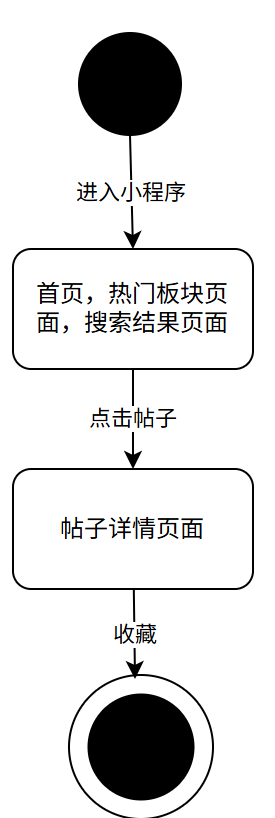 进入小程序
首页，热门板块页
面，搜索结果页面
点击帖子
帖子详情页面
收藏